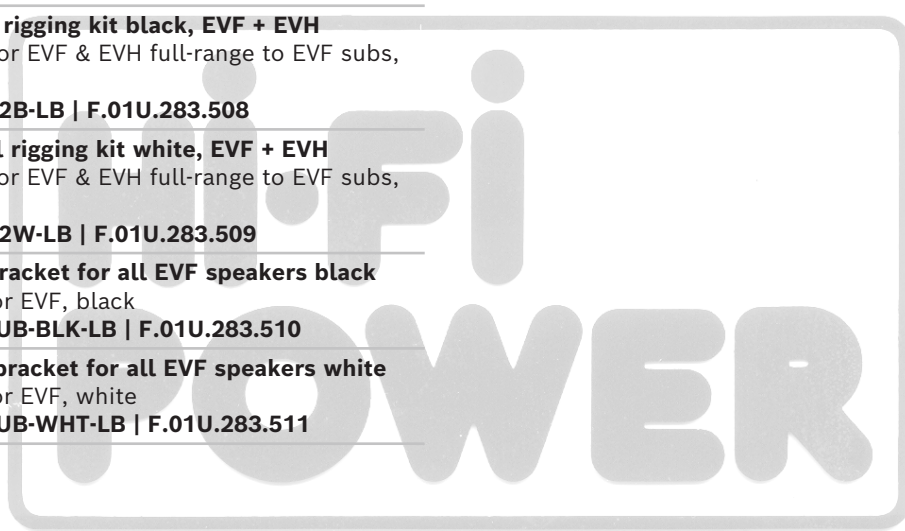 rigging kit black, EVF + EVH
or EVF & EVH full-range to EVF subs,
2B-LB | F.01U.283.508
rigging kit white, EVF + EVH
or EVF & EVH full-range to EVF subs,
2W-LB | F.01U.283.509
racket for all EVF speakers black
or EVF, black
UB-BLK-LB | F.01U.283.510
bracket for all EVF speakers white
or EVF, white
UB-WHT-LB | F.01U.283.511
Hi-Fi
POWER